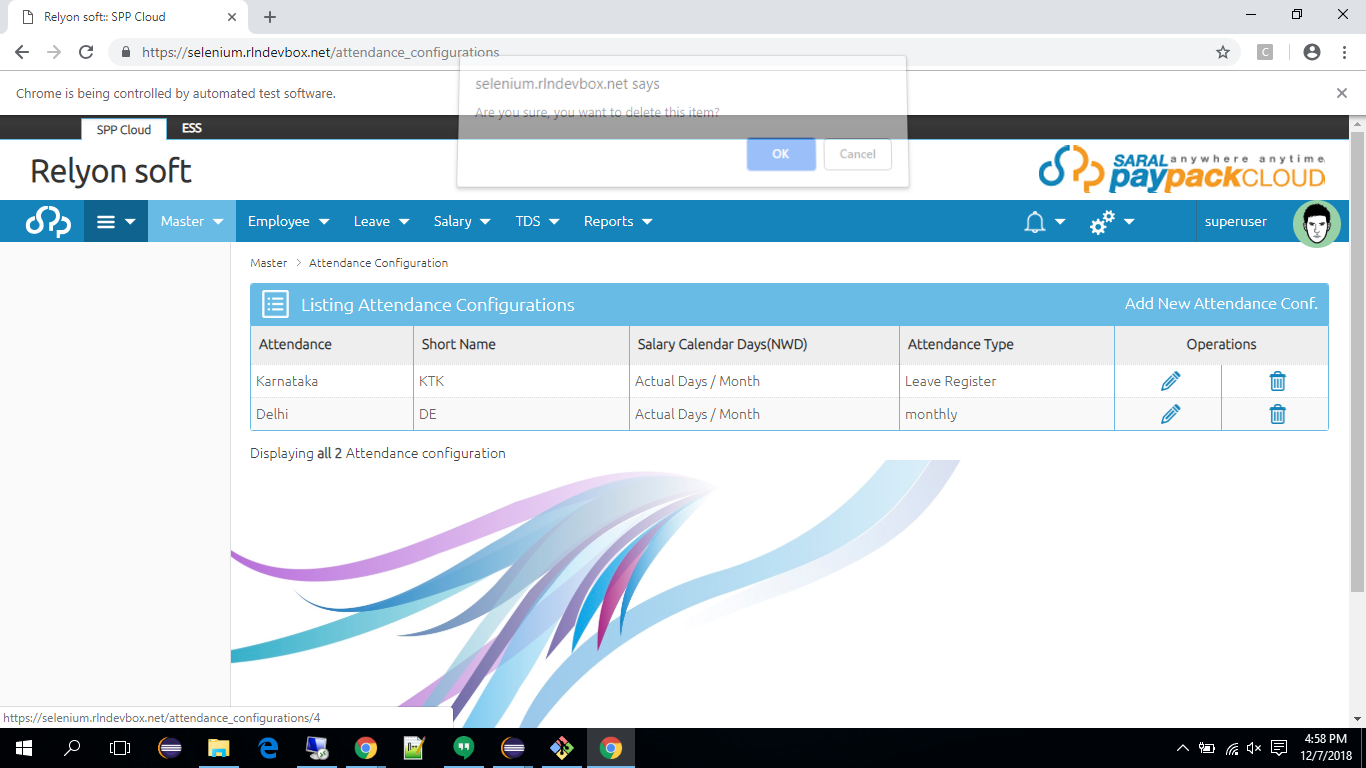 Relyon soft:: SPP Cloud
https://selenium.rlndevbox.net/attendance_configurations
C
selenium.rlndevbox.net says
Are you sure, you want to delete this item?
OK Cancel
Chrome is being controlled by automated test software.
SPP Cloud ESS
Relyon soft
SARAL anywhere anytime
paypackCLOUD
Master Employee Leave Salary TDS Reports superuser
Master > Attendance Configuration
Listing Attendance Configurations Add New Attendance Conf.
Attendance Short Name Salary Calendar Days(NWD) Attendance Type Operations
Karnataka KTK Actual Days / Month Leave Register
Delhi DE Actual Days / Month monthly
Displaying all 2 Attendance configuration
https://selenium.rlndevbox.net/attendance_configurations/4
4:58 PM
12/7/2018